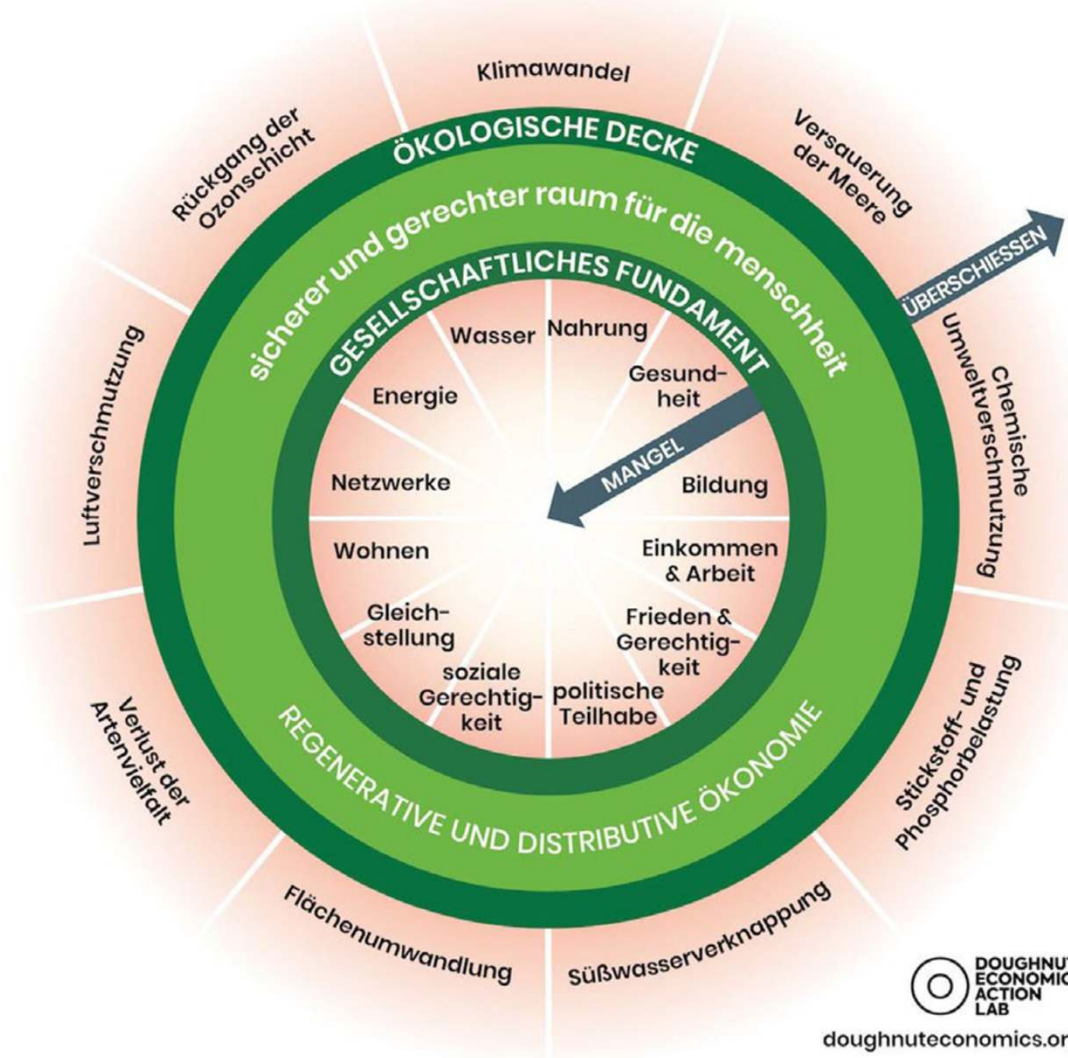 Klimawandel
Rückgang der
Ozonschicht
Versauerung
der Meere
ÖKOLOGISCHE DECKE
sicherer und gerechter raum für die menschheit
GESELLSCHAFTLICHES FUNDAMENT
ÜBERSCHIESSEN
Luftverschmutzung
Chemische
Umweltverschmutzung
Wasser
Nahrung
Energie
Gesund-
heit
MANGEL
Netzwerke
Bildung
Wohnen
Einkommen
& Arbeit
Gleich-
stellung
Frieden &
Gerechtig-
keit
soziale
Gerechtig-
keit
politische
Teilhabe
Verlust der
Artenvielfalt
Stickstoff- und
Phosphorbelastung
REGENERATIVE UND DISTRIBUTIVE ÖKONOMIE
Flächenumwandlung
Süßwasserverknappung
DOUGHNUT
ECONOMIC
ACTION
LAB
doughnuteconomics.or